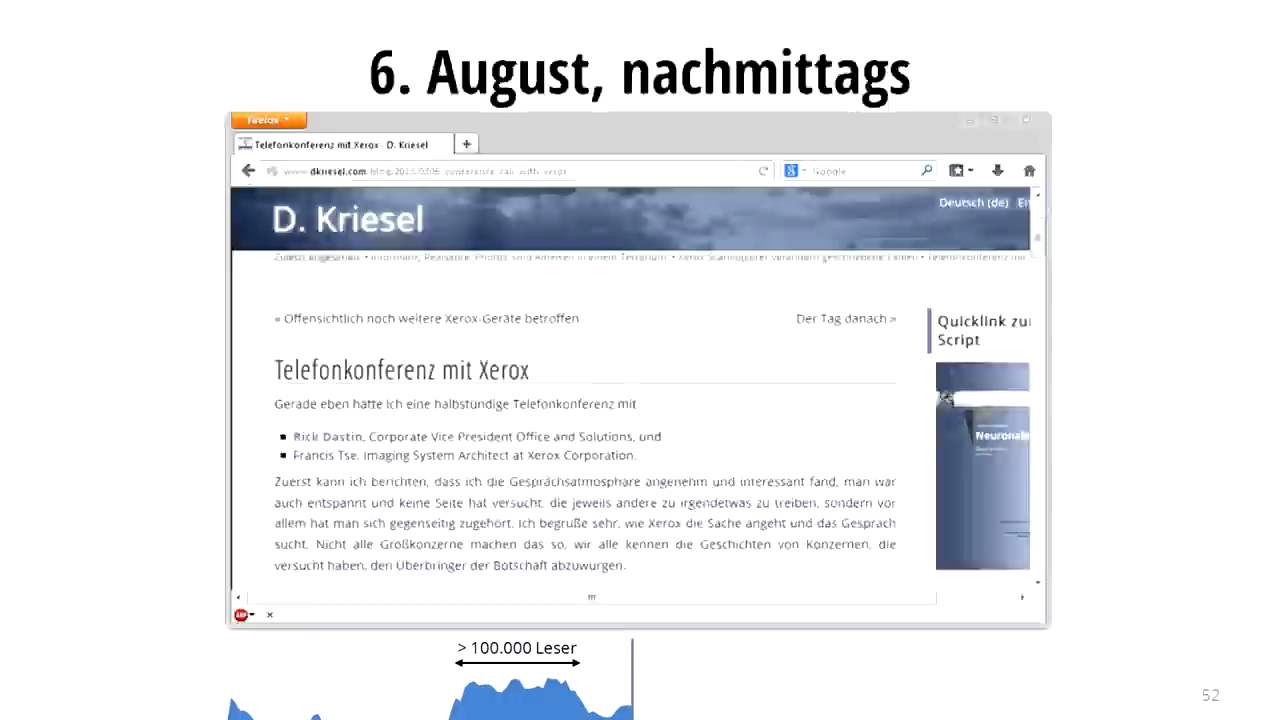 6. August, nachmittags
Firefox
Telefonkonferenz mit Xerox - D. Kriesel
Google
D. Kriesel
Deutsch (de) En
« Offensichtlich noch weitere Xerox-Geräte betroffen
Der Tag danach »
Quicklink zu
Script
Telefonkonferenz mit Xerox
Gerade eben hatte ich eine halbstündige Telefonkonferenz mit
Rick Dastin, Corporate Vice President Office and Solutions, und
Francis Tse, Imaging System Architect at Xerox Corporation.
Zuerst kann ich berichten, dass ich die Gesprächsatmosphäre angenehm und interessant fand, man war
auch entspannt und keine Seite hat versucht, die jeweils andere zu irgendetwas zu treiben, sondern vor
allem hat man sich gegenseitig zugehört. Ich begrüße sehr, wie Xerox die Sache angeht und das Gespräch
sucht. Nicht alle Großkonzerne machen das so, wir alle kennen die Geschichten von Konzernen, die
versucht haben, den Überbringer der Botschaft abzuwürgen.
Neuronale
ABP
> 100.000 Leser
52